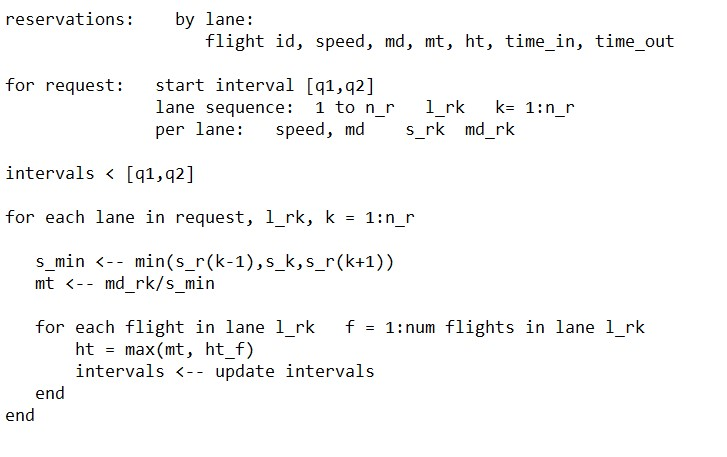 reservations:    by lane:
                    flight id, speed, md, mt, ht, time_in, time_out
for request:   start interval [q1,q2]
               lane sequence:  1 to n_r   l_rk   k= 1:n_r
               per lane:   speed, md    s_rk  md_rk
intervals < [q1,q2]
for each lane in request, l_rk, k = 1:n_r
   s_min <-- min(s_r(k-1),s_k,s_r(k+1))
   mt <-- md_rk/s_min
   for each flight in lane l_rk   f = 1:num flights in lane l_rk
       ht = max(mt, ht_f)
       intervals <-- update intervals
   end
end